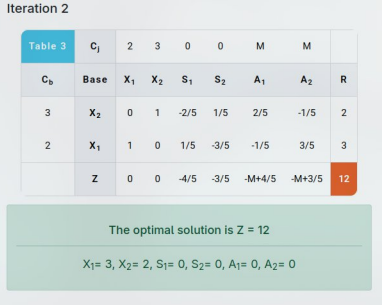 Iteration 2
Table 3 Cj 2 3 0 0 M M
Cb Base X1 X2 S1 S2 A1 A2 R
3 X2 0 1 -2/5 1/5 2/5 -1/5 2
2 X1 1 0 1/5 -3/5 -1/5 3/5 3
Z 0 0 -4/5 -3/5 -M+4/5 -M+3/5 12
The optimal solution is Z = 12
X1= 3, X2= 2, S1= 0, S2= 0, A1= 0, A2= 0